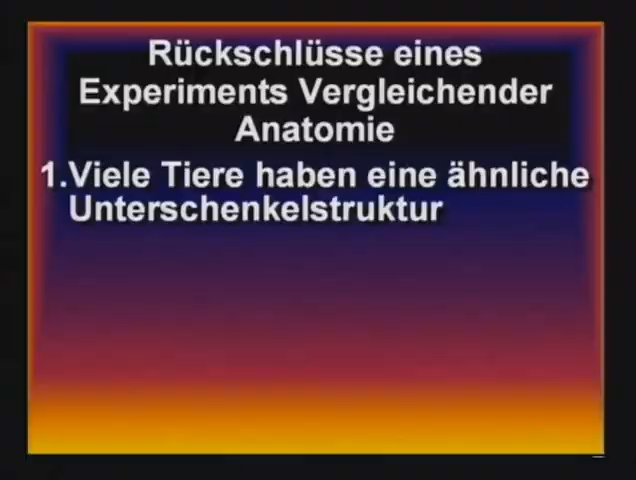 Rückschlüsse eines
Experiments Vergleichender
Anatomie
1.Viele Tiere haben eine ähnliche
Unterschenkelstruktur